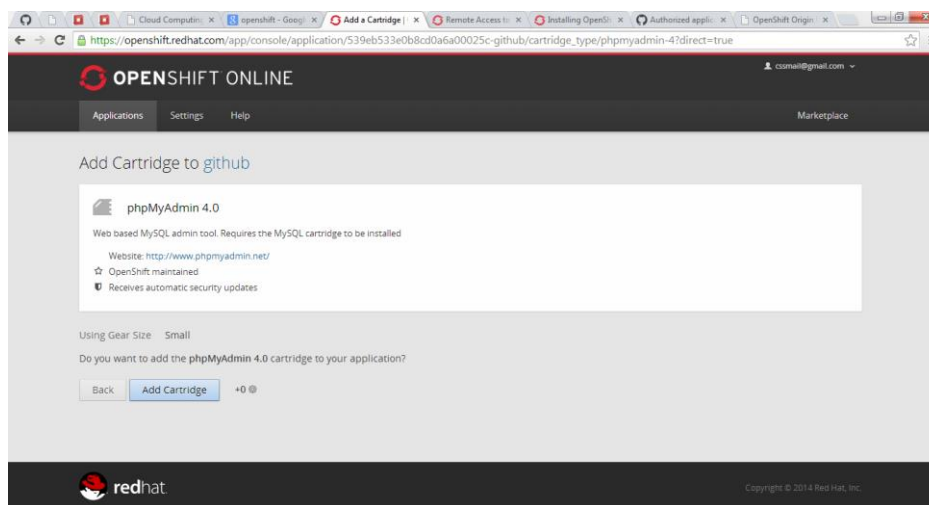 Cloud Computin
openshift - Googl
Add a Cartridge |
Remote Access to
Installing OpenSh
Authorized applic
OpenShift Origin
https://openshift.redhat.com/app/console/application/539eb533e0b8cd0a6a00025c-github/cartridge_type/phpmyadmin-4?direct=true
OPENSHIFT ONLINE
cssmail@gmail.com
Applications Settings Help Marketplace
Add Cartridge to github
phpMyAdmin 4.0
Web based MySQL admin tool. Requires the MySQL cartridge to be installed
Website: http://www.phpmyadmin.net/
OpenShift maintained
Receives automatic security updates
Using Gear Size Small
Do you want to add the phpMyAdmin 4.0 cartridge to your application?
Back Add Cartridge +0
redhat.
Copyright © 2014 Red Hat, Inc.